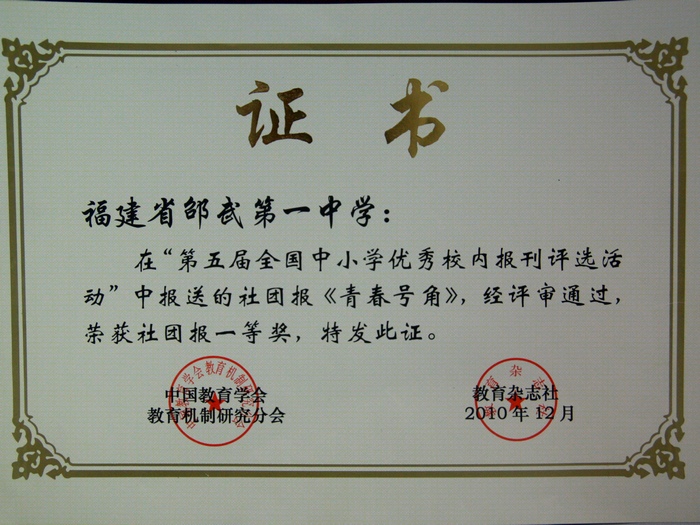 证书
福建省邵武第一中学：
在“第五届全国中小学优秀校内报刊评选活
动”中报送的社团报《青春号角》，经评审通过，
荣获社团报一等奖，特发此证。
中国教育学会
教育机制研究分会
教育杂志社
2010年12月